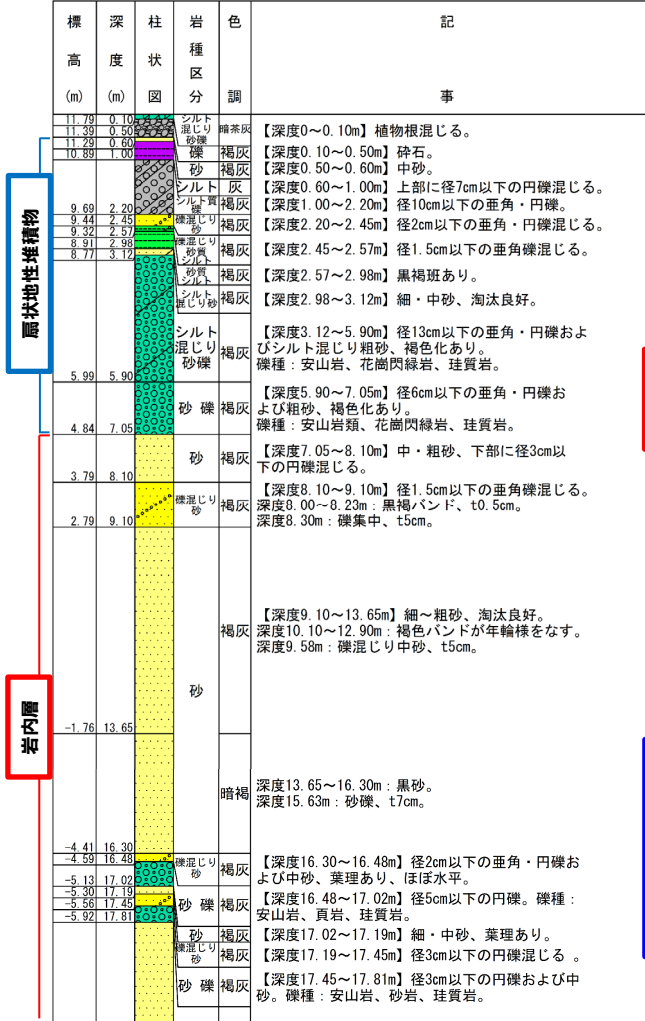 標高(m) 深度(m) 柱状図 岩種区分 色調 記事
扇状地性堆積物
岩内層
11.79 0.10
11.39 0.50
11.29 0.60
10.89 1.00
9.69 2.20
9.44 2.45
9.32 2.57
8.91 2.98
8.77 3.12
5.99 5.90
4.84 7.05
3.79 8.10
2.79 9.10
-1.76 13.65
-4.41 16.30
-4.59 16.48
-5.13 17.02
-5.30 17.19
-5.56 17.45
-5.92 17.81
シルト混じり砂礫 暗茶灰
礫 褐灰
砂 褐灰
シルト 灰
シルト質礫 褐灰
礫混じり砂 褐灰
礫混じり砂質シルト 褐灰
砂質シルト 褐灰
シルト混じり砂 褐灰
シルト混じり砂礫 褐灰
砂礫 褐灰
砂 褐灰
礫混じり砂 褐灰
砂 褐灰
暗褐
礫混じり砂 褐灰
砂礫 褐灰
砂 褐灰
礫混じり砂 褐灰
砂礫 褐灰
【深度0～0.10m】植物根混じる。
【深度0.10～0.50m】砕石。
【深度0.50～0.60m】中砂。
【深度0.60～1.00m】上部に径7cm以下の円礫混じる。
【深度1.00～2.20m】径10cm以下の亜角・円礫。
【深度2.20～2.45m】径2cm以下の亜角・円礫混じる。
【深度2.45～2.57m】径1.5cm以下の亜角礫混じる。
【深度2.57～2.98m】黒褐班あり。
【深度2.98～3.12m】細・中砂、淘汰良好。
【深度3.12～5.90m】径13cm以下の亜角・円礫およ
びシルト混じり粗砂、褐色化あり。
礫種：安山岩、花崗閃緑岩、珪質岩。
【深度5.90～7.05m】径6cm以下の亜角・円礫お
よび粗砂、褐色化あり。
礫種：安山岩類、花崗閃緑岩、珪質岩。
【深度7.05～8.10m】中・粗砂、下部に径3cm以
下の円礫混じる。
【深度8.10～9.10m】径1.5cm以下の亜角礫混じる。
深度8.00～8.23m：黒褐バンド、t0.5cm。
深度8.30m：礫集中、t5cm。
【深度9.10～13.65m】細～粗砂、淘汰良好。
深度10.10～12.90m：褐色バンドが年輪様をなす。
深度9.58m：礫混じり中砂、t5cm。
深度13.65～16.30m：黒砂。
深度15.63m：砂礫、t7cm。
【深度16.30～16.48m】径2cm以下の亜角・円礫お
よび中砂、葉理あり、ほぼ水平。
【深度16.48～17.02m】径5cm以下の円礫。礫種：
安山岩、頁岩、珪質岩。
【深度17.02～17.19m】細・中砂、葉理あり。
【深度17.19～17.45m】径3cm以下の円礫混じる 。
【深度17.45～17.81m】径3cm以下の円礫および中
砂。礫種：安山岩、砂岩、珪質岩。